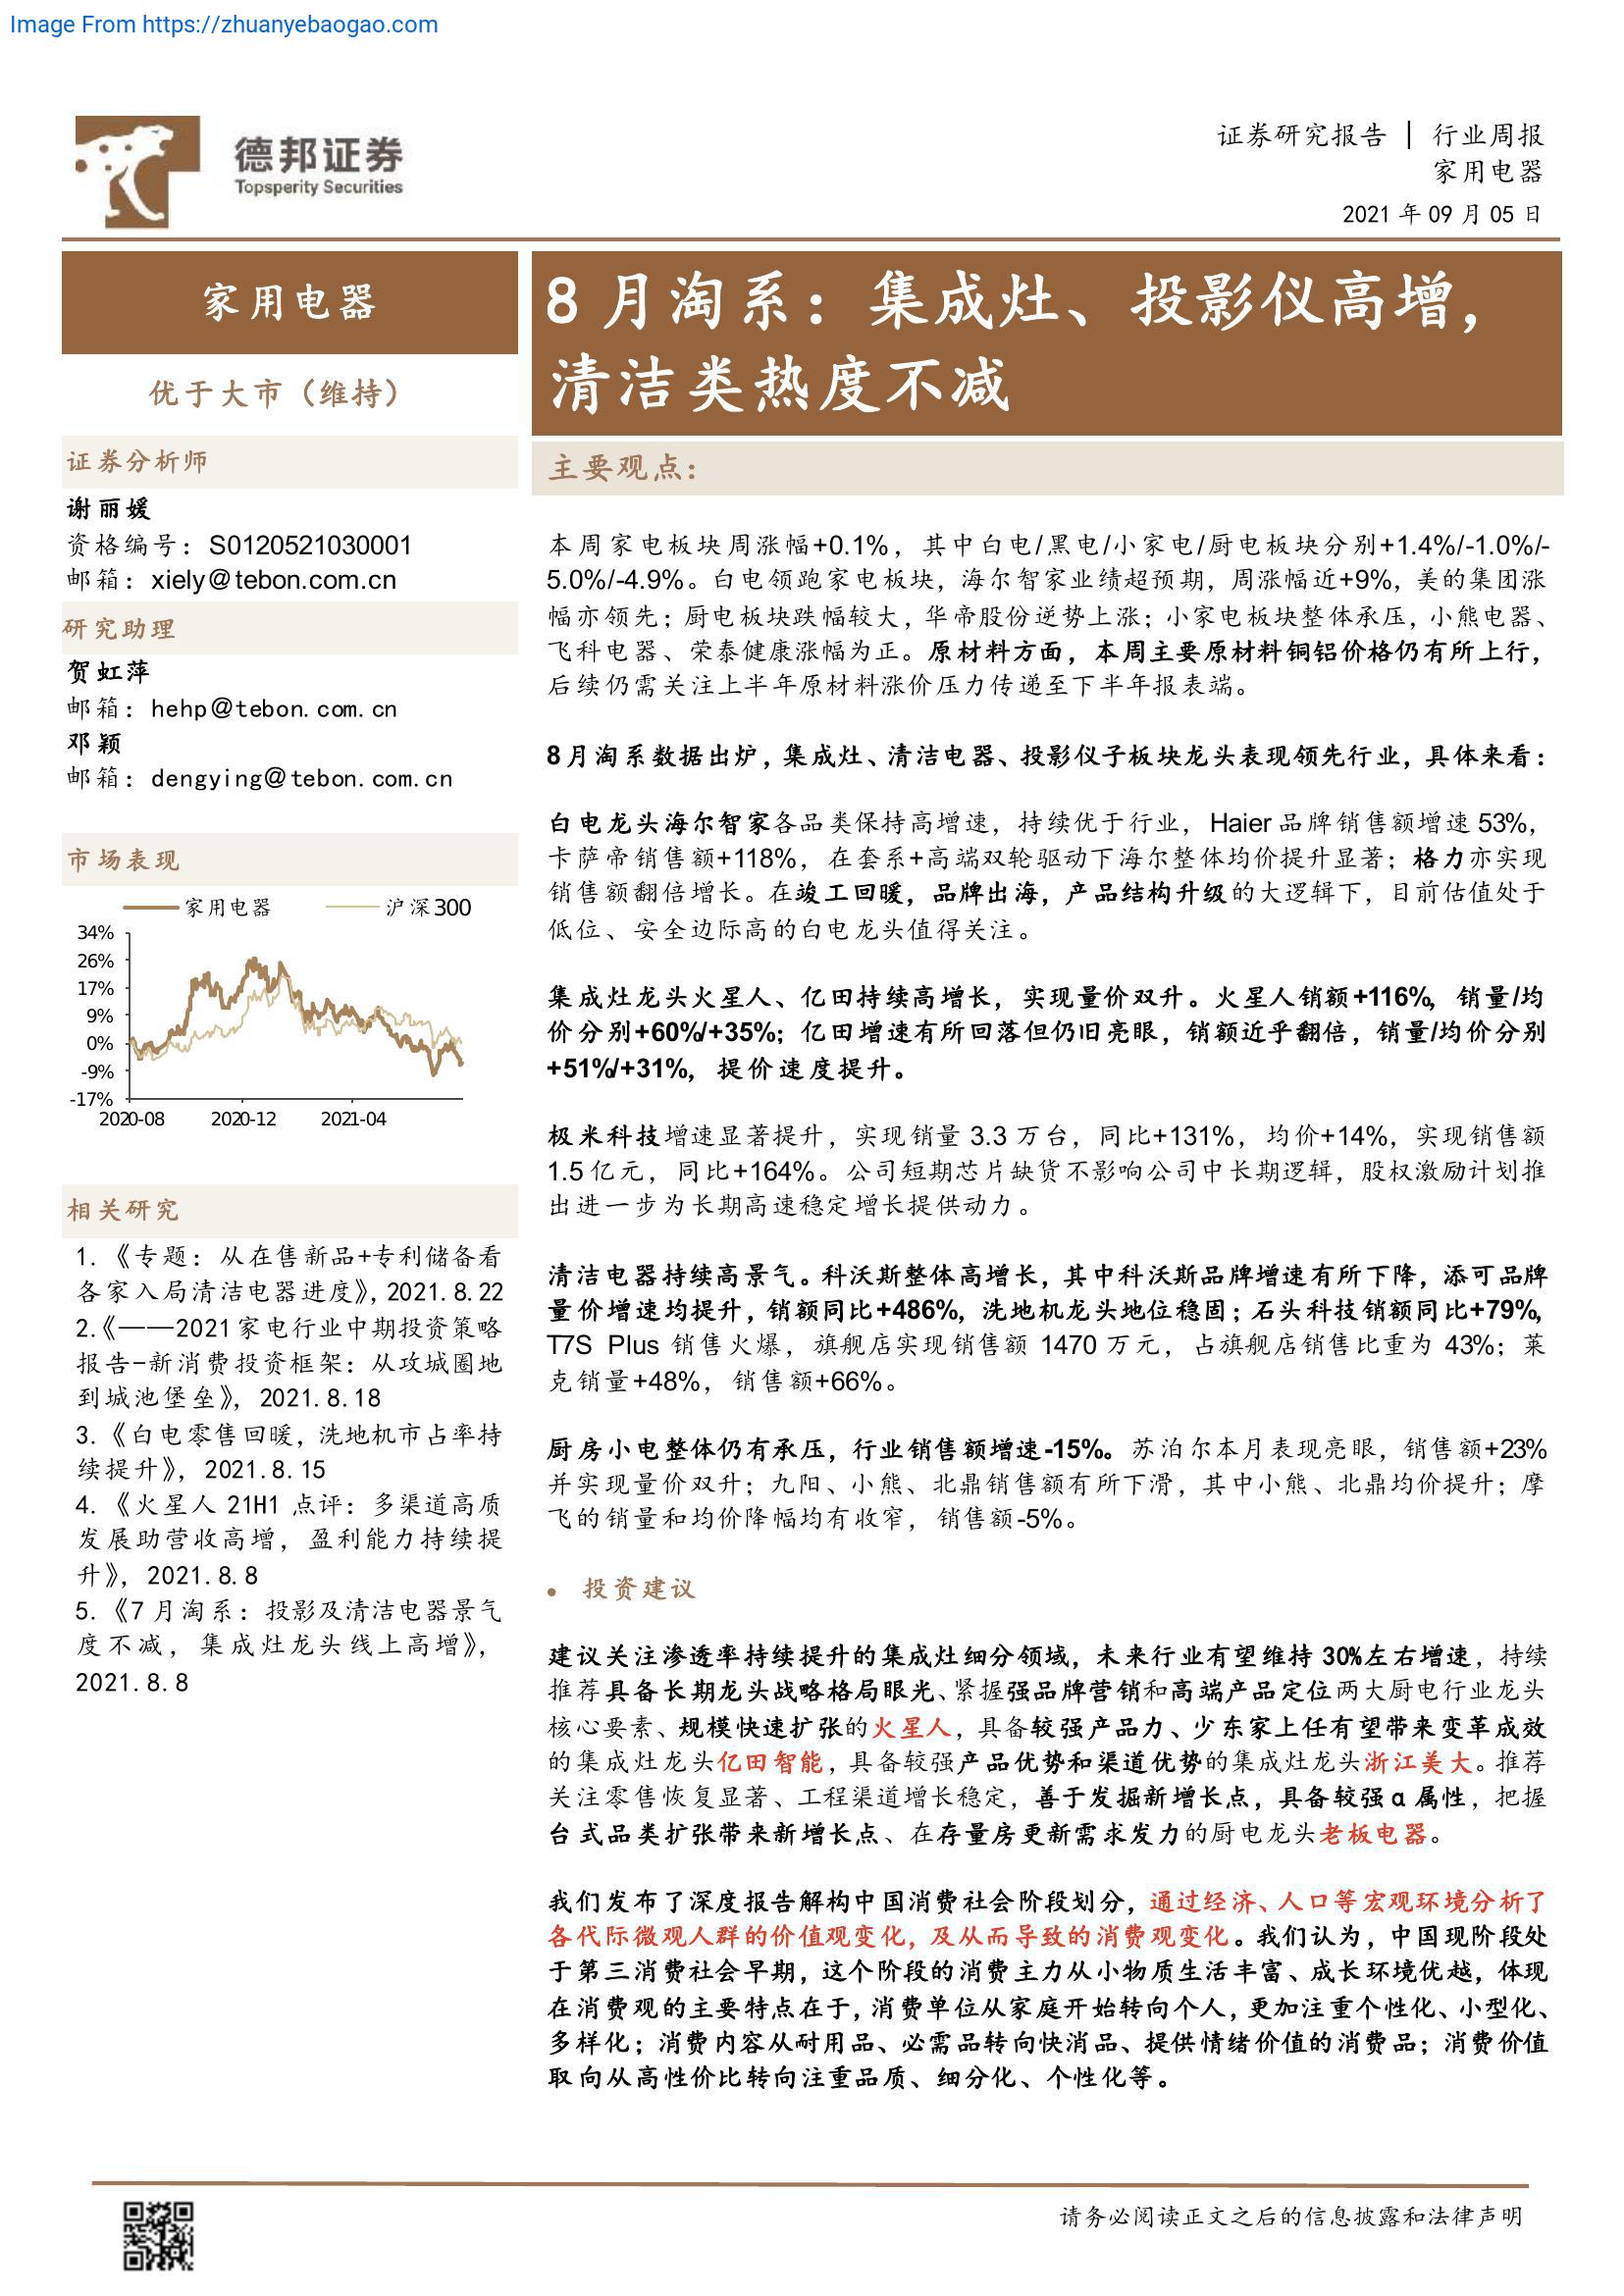 Image From https://zhuanyebaogao.com
德邦证券
Topsperity Securities
证券研究报告 | 行业周报
家用电器
2021 年 09 月 05 日
家用电器
优于大市（维持）
证券分析师
谢丽媛
资格编号：S0120521030001
邮箱：xiely@tebon.com.cn
研究助理
贺虹萍
邮箱：hehp@tebon.com.cn
邓颖
邮箱：dengying@tebon.com.cn
市场表现
家用电器 沪深300
34%
26%
17%
9%
0%
-9%
-17%
2020-08 2020-12 2021-04
相关研究
1.《专题：从在售新品+专利储备看
各家入局清洁电器进度》，2021.8.22
2.《——2021 家电行业中期投资策略
报告-新消费投资框架：从攻城圈地
到城池堡垒》，2021.8.18
3.《白电零售回暖，洗地机市占率持
续提升》，2021.8.15
4.《火星人 21H1 点评：多渠道高质
发展助营收高增，盈利能力持续提
升》，2021.8.8
5.《7 月淘系：投影及清洁电器景气
度不减，集成灶龙头线上高增》，
2021.8.8
8 月淘系：集成灶、投影仪高增，
清洁类热度不减
主要观点：
本周家电板块周涨幅+0.1%，其中白电/黑电/小家电/厨电板块分别+1.4%/-1.0%/-
5.0%/-4.9%。白电领跑家电板块，海尔智家业绩超预期，周涨幅近+9%，美的集团涨
幅亦领先；厨电板块跌幅较大，华帝股份逆势上涨；小家电板块整体承压，小熊电器、
飞科电器、荣泰健康涨幅为正。原材料方面，本周主要原材料铜铝价格仍有所上行，
后续仍需关注上半年原材料涨价压力传递至下半年报表端。
8 月淘系数据出炉，集成灶、清洁电器、投影仪子板块龙头表现领先行业，具体来看：
白电龙头海尔智家各品类保持高增速，持续优于行业，Haier 品牌销售额增速 53%，
卡萨帝销售额+118%，在套系+高端双轮驱动下海尔整体均价提升显著；格力亦实现
销售额翻倍增长。在竣工回暖，品牌出海，产品结构升级的大逻辑下，目前估值处于
低位、安全边际高的白电龙头值得关注。
集成灶龙头火星人、亿田持续高增长，实现量价双升。火星人销额+116%，销量/均
价分别+60%/+35%；亿田增速有所回落但仍旧亮眼，销额近乎翻倍，销量/均价分别
+51%/+31%，提价速度提升。
极米科技增速显著提升，实现销量 3.3 万台，同比+131%，均价+14%，实现销售额
1.5 亿元，同比+164%。公司短期芯片缺货不影响公司中长期逻辑，股权激励计划推
出进一步为长期高速稳定增长提供动力。
清洁电器持续高景气。科沃斯整体高增长，其中科沃斯品牌增速有所下降，添可品牌
量价增速均提升，销额同比+486%，洗地机龙头地位稳固；石头科技销额同比+79%，
T7S Plus 销售火爆，旗舰店实现销售额 1470 万元，占旗舰店销售比重为 43%；莱
克销量+48%，销售额+66%。
厨房小电整体仍有承压，行业销售额增速-15%。苏泊尔本月表现亮眼，销售额+23%
并实现量价双升；九阳、小熊、北鼎销售额有所下滑，其中小熊、北鼎均价提升；摩
飞的销量和均价降幅均有收窄，销售额-5%。
• 投资建议
建议关注渗透率持续提升的集成灶细分领域，未来行业有望维持 30%左右增速，持续
推荐具备长期龙头战略格局眼光、紧握强品牌营销和高端产品定位两大厨电行业龙头
核心要素、规模快速扩张的火星人，具备较强产品力、少东家上任有望带来变革成效
的集成灶龙头亿田智能，具备较强产品优势和渠道优势的集成灶龙头浙江美大。推荐
关注零售恢复显著、工程渠道增长稳定，善于发掘新增长点，具备较强 α 属性，把握
台式品类扩张带来新增长点、在存量房更新需求发力的厨电龙头老板电器。
我们发布了深度报告解构中国消费社会阶段划分，通过经济、人口等宏观环境分析了
各代际微观人群的价值观变化，及从而导致的消费观变化。我们认为，中国现阶段处
于第三消费社会早期，这个阶段的消费主力从小物质生活丰富、成长环境优越，体现
在消费观的主要特点在于，消费单位从家庭开始转向个人，更加注重个性化、小型化、
多样化；消费内容从耐用品、必需品转向快消品、提供情绪价值的消费品；消费价值
取向从高性价比转向注重品质、细分化、个性化等。
请务必阅读正文之后的信息披露和法律声明